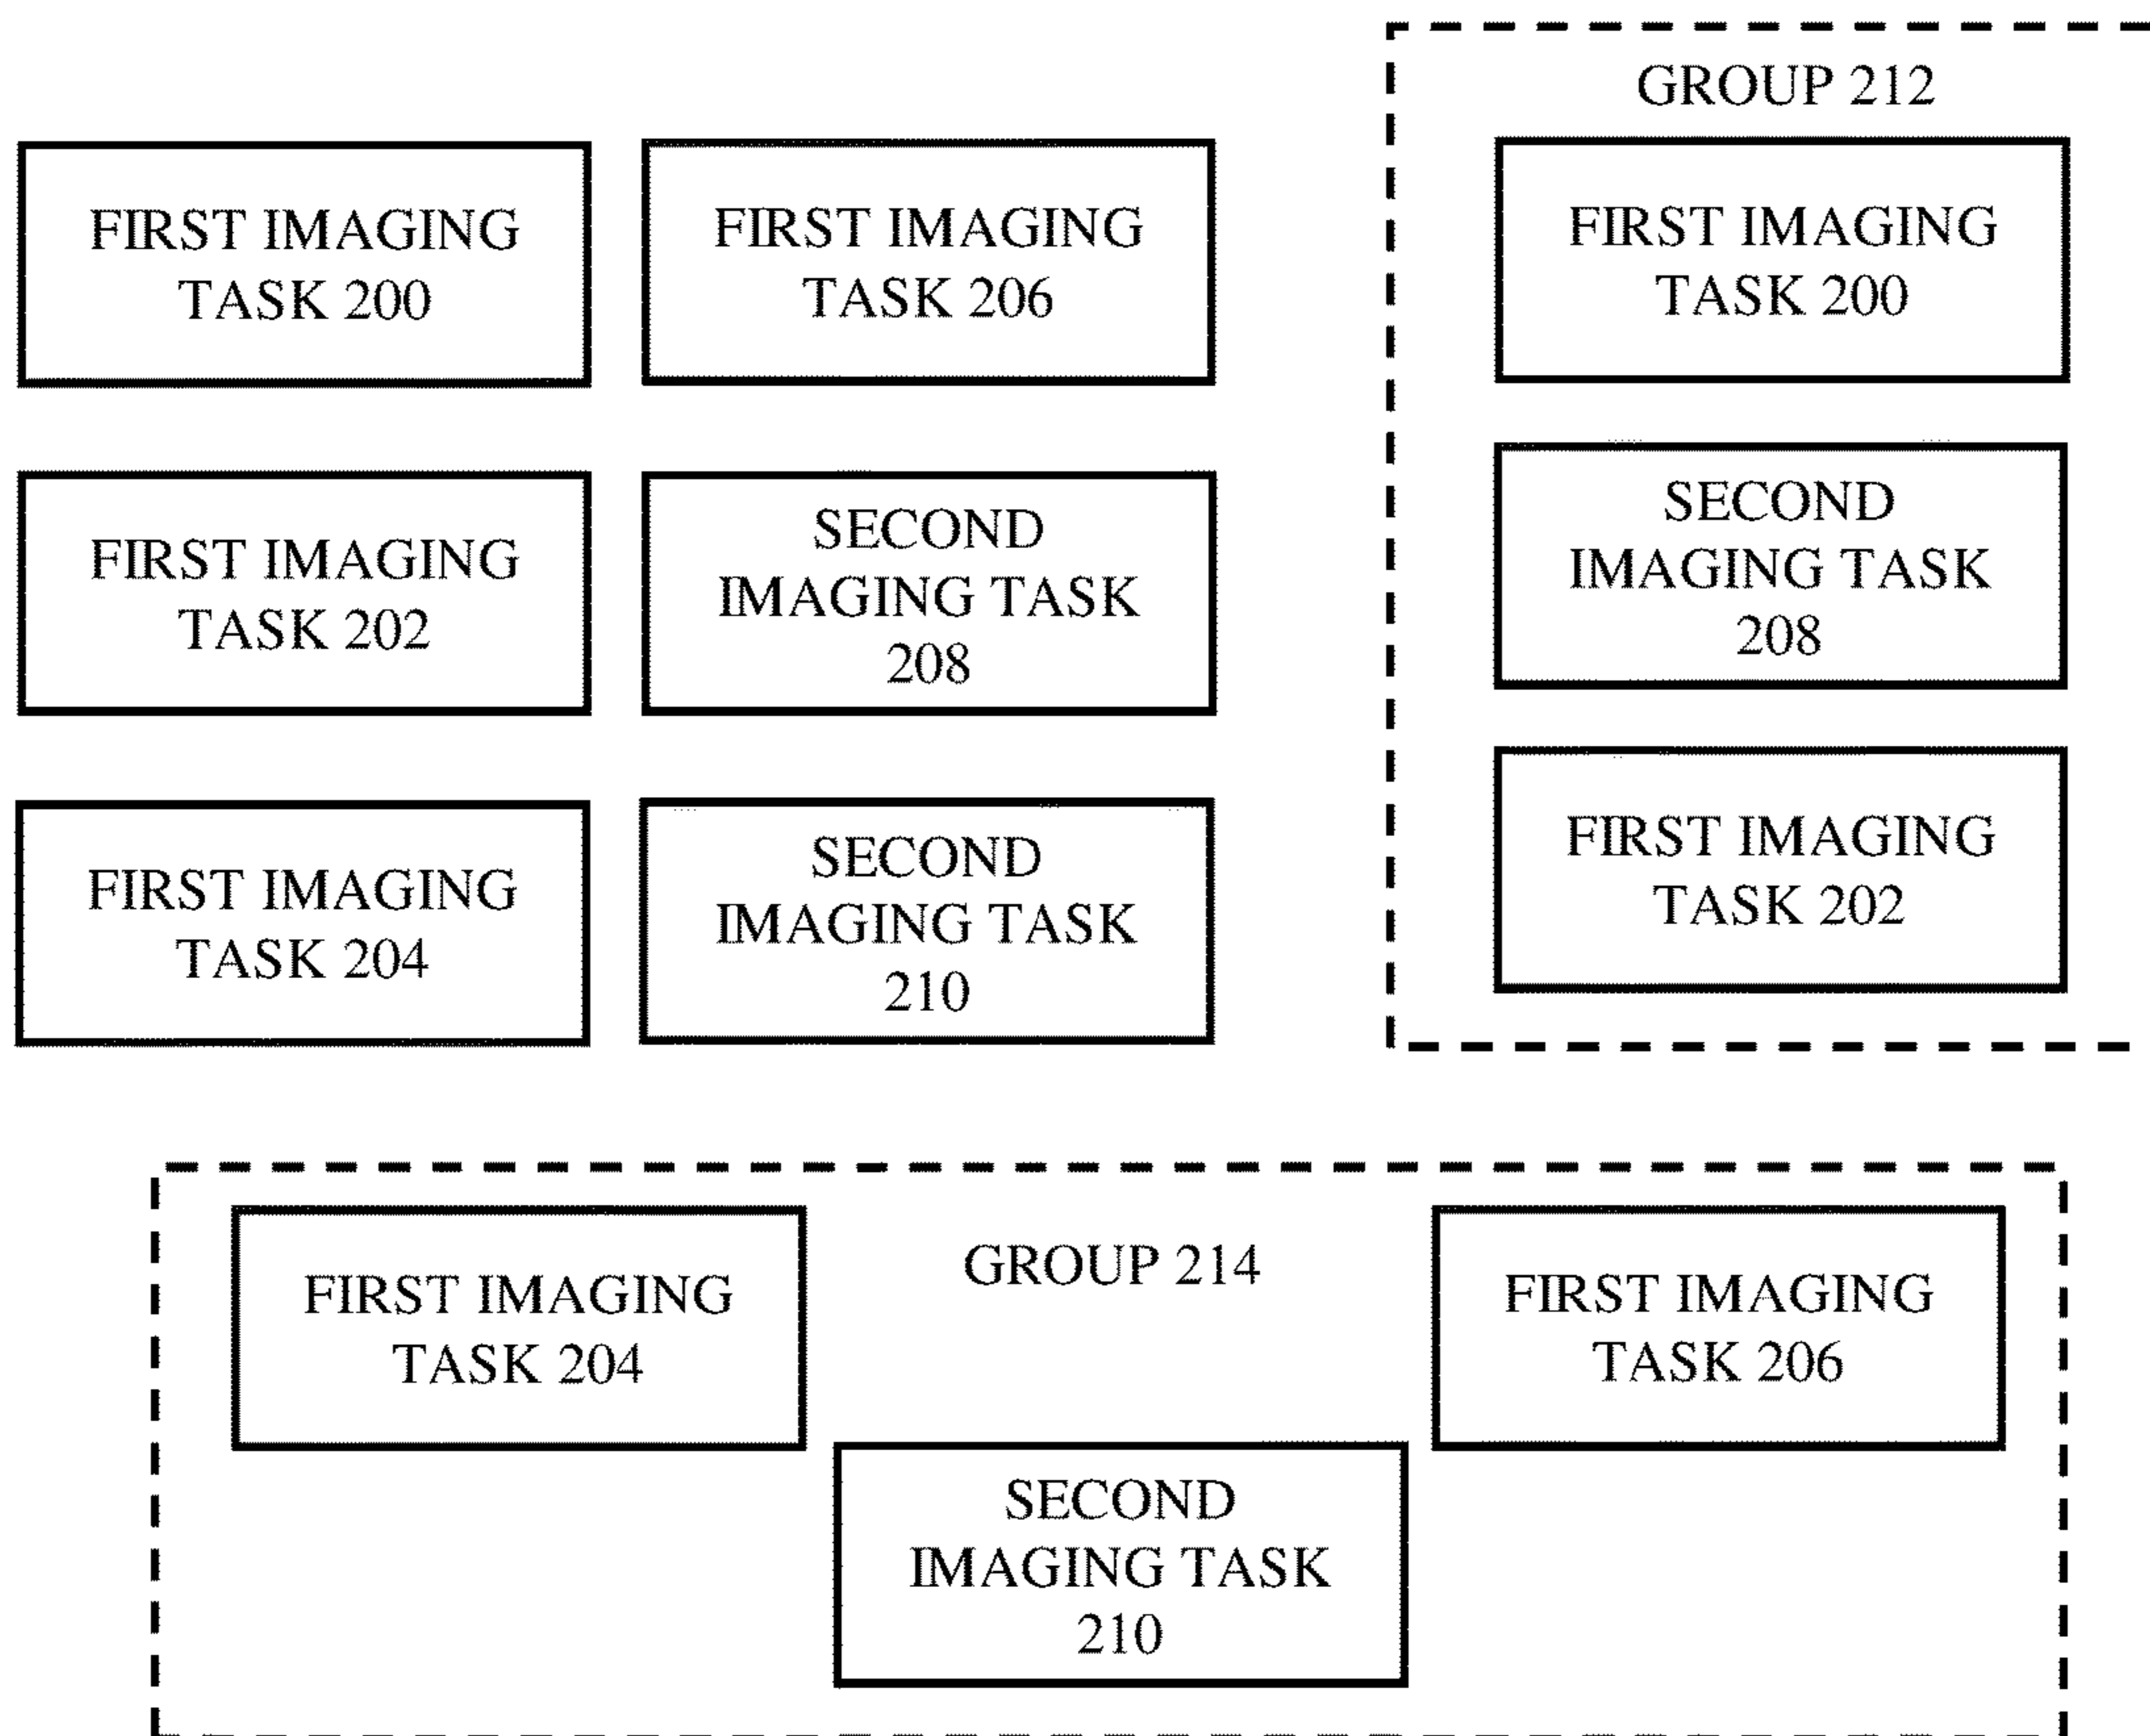 FIRST IMAGING
TASK 200
FIRST IMAGING
TASK 206
FIRST IMAGING
TASK 202
SECOND
IMAGING TASK
208
FIRST IMAGING
TASK 204
SECOND
IMAGING TASK
210
GROUP 212
FIRST IMAGING
TASK 200
SECOND
IMAGING TASK
208
FIRST IMAGING
TASK 202
FIRST IMAGING
TASK 204
GROUP 214
FIRST IMAGING
TASK 206
SECOND
IMAGING TASK
210